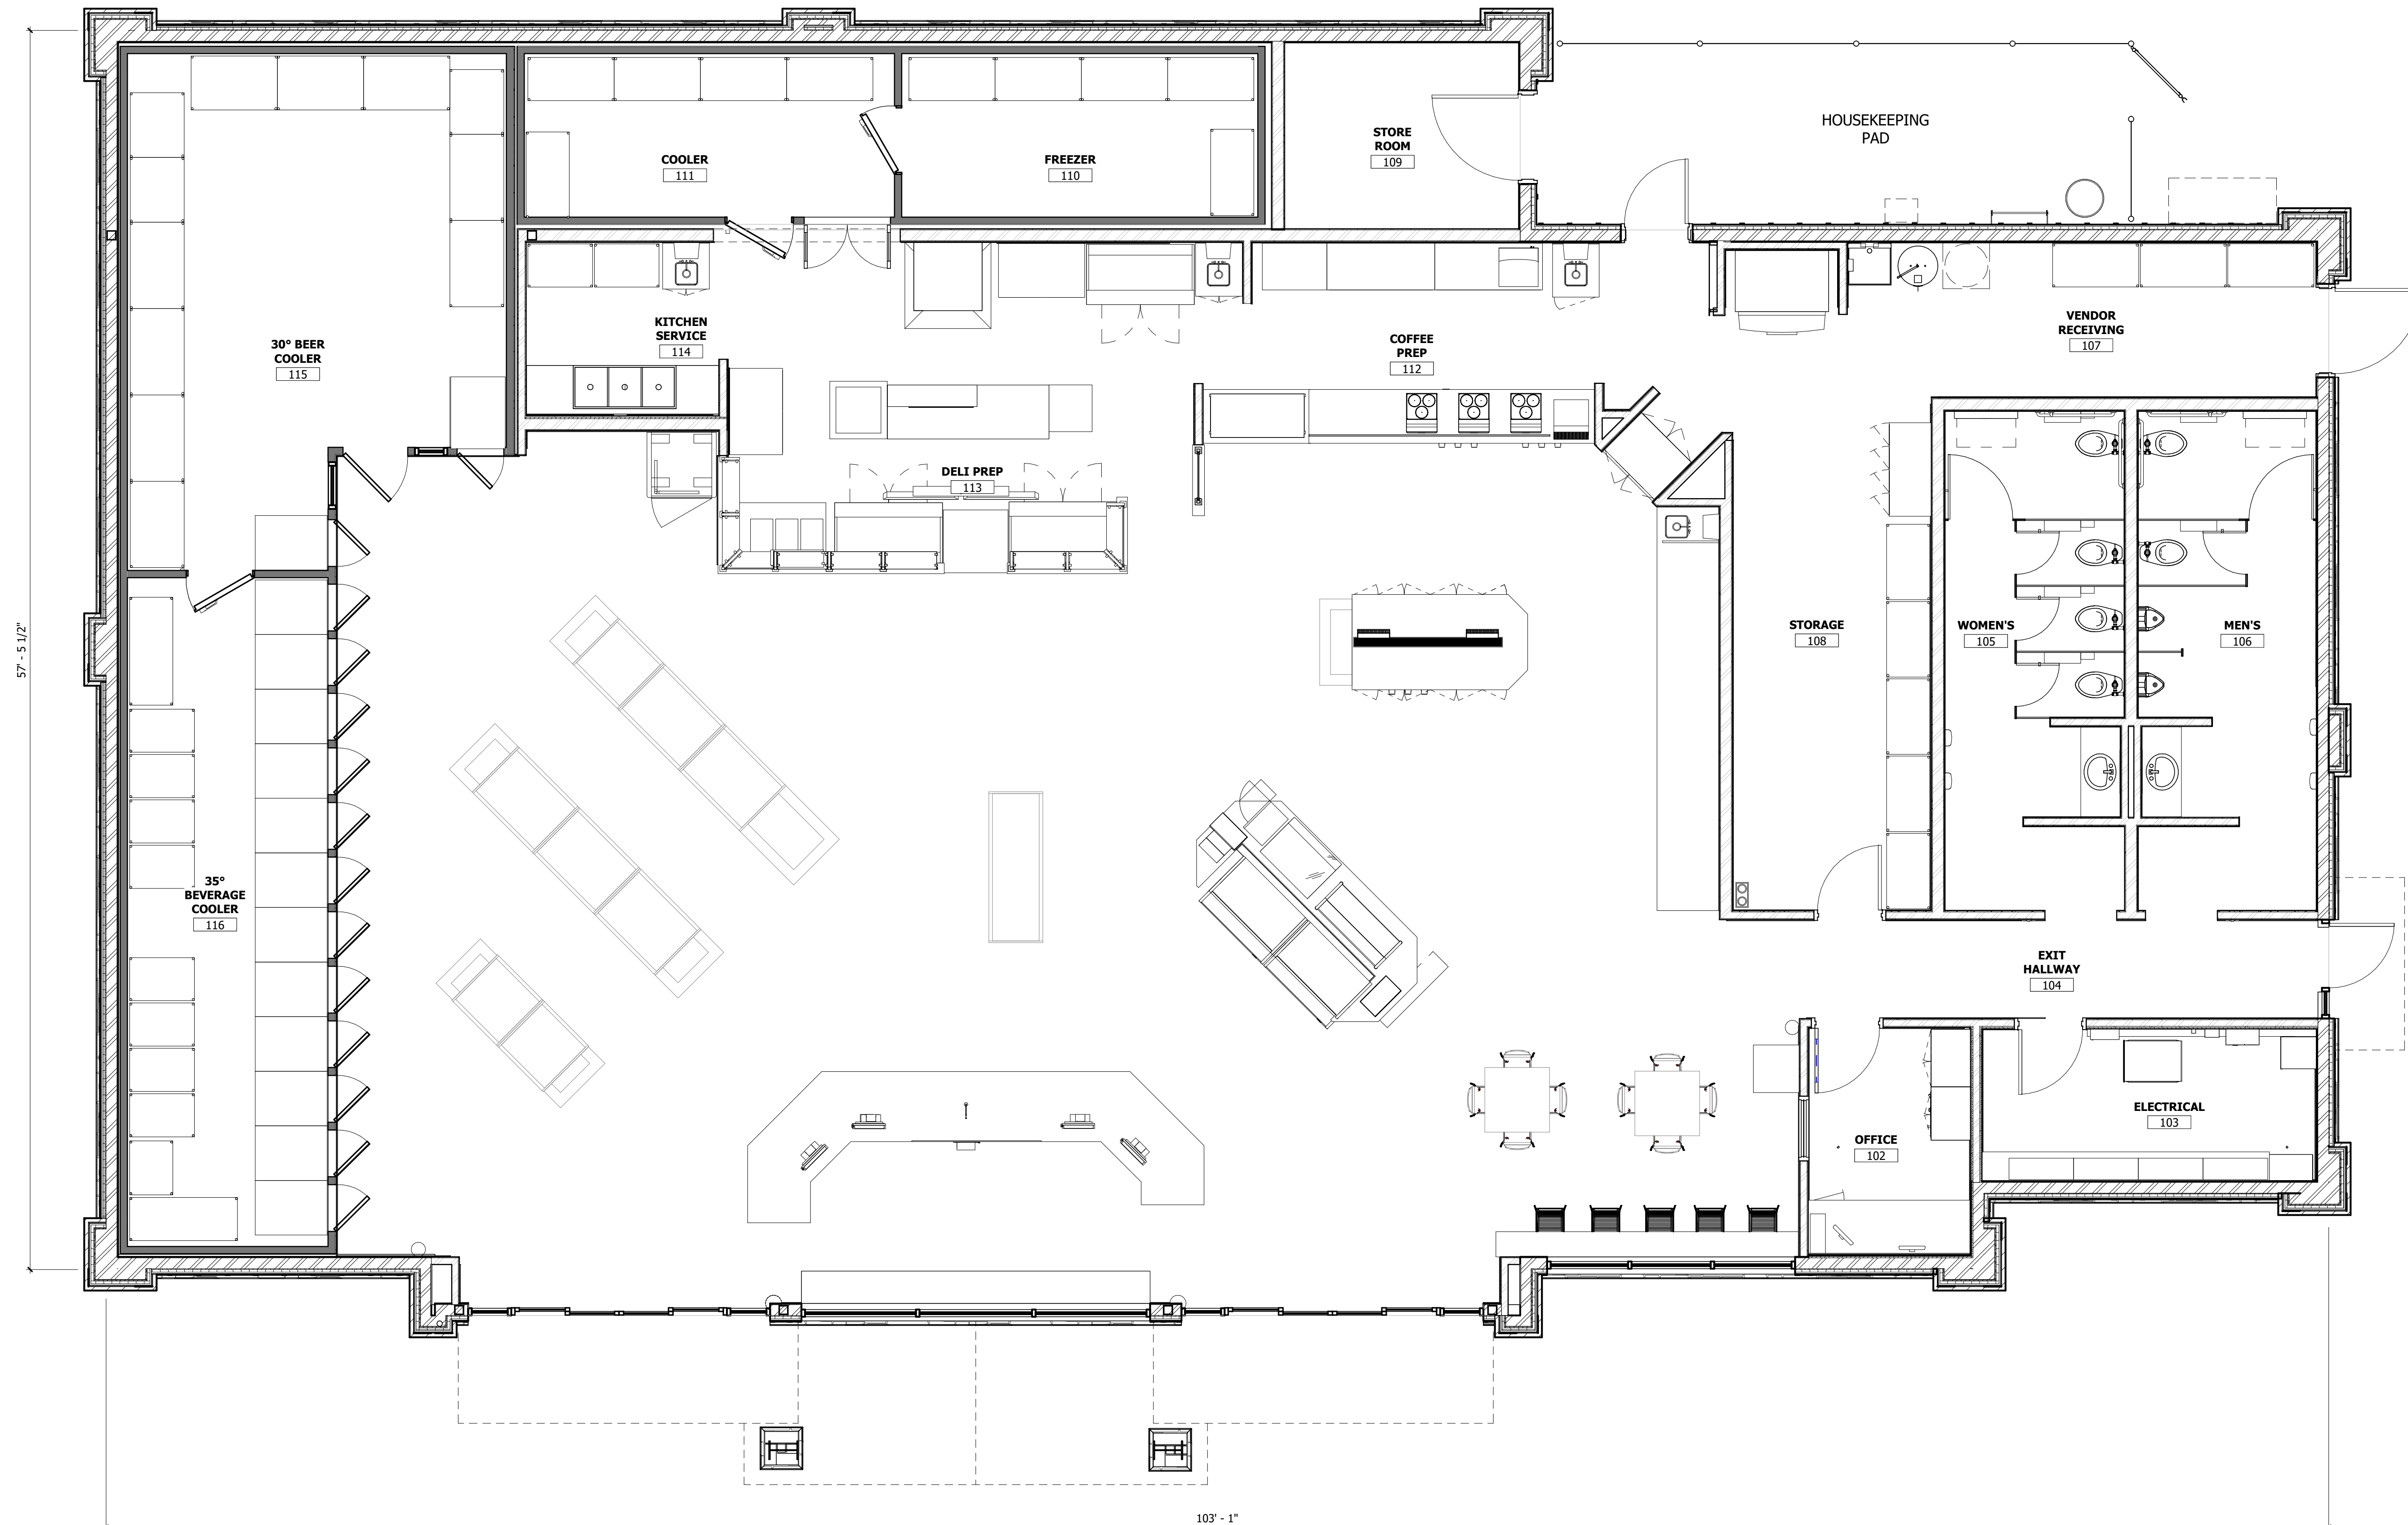 HOUSEKEEPING
PAD
STORE
ROOM
109
COOLER
111
FREEZER
110
KITCHEN
SERVICE
114
30° BEER
COOLER
115
COFFEE
PREP
112
VENDOR
RECEIVING
107
DELI PREP
113
57' - 5 1/2"
STORAGE
108
WOMEN'S
105
MEN'S
106
35°
BEVERAGE
COOLER
116
EXIT
HALLWAY
104
ELECTRICAL
103
OFFICE
102
103' - 1"